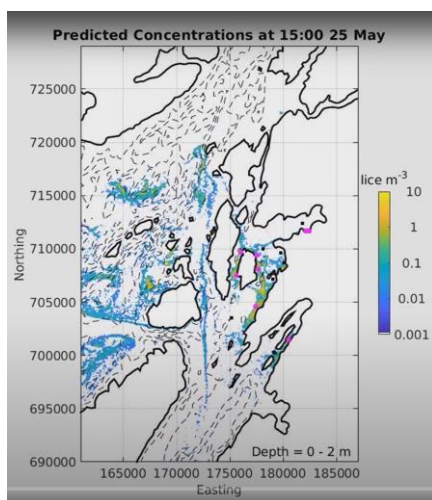 Predicted Concentrations at 15:00 25 May
725000
720000
715000
710000
705000
700000
695000
690000
Northing
165000 170000 175000 180000 185000
Easting
Depth = 0 - 2 m
lice m-3
10
1
0.1
0.01
0.001